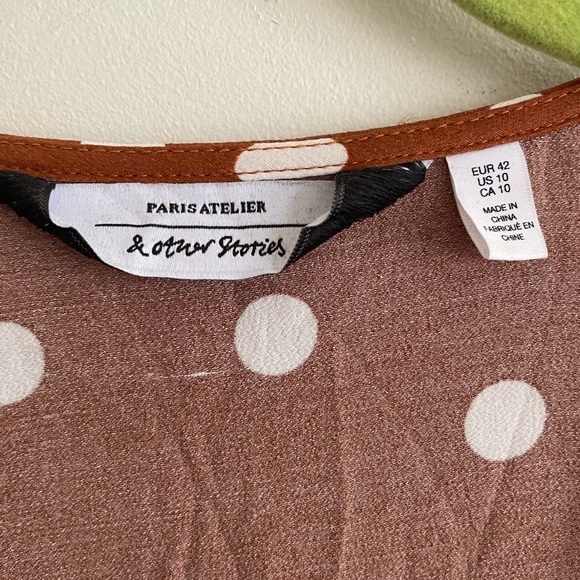 PARIS ATELIER
& other Stories
EUR 42
US 10
CA 10
MADE IN
CHINA
FABRIQUÉ EN
CHINE